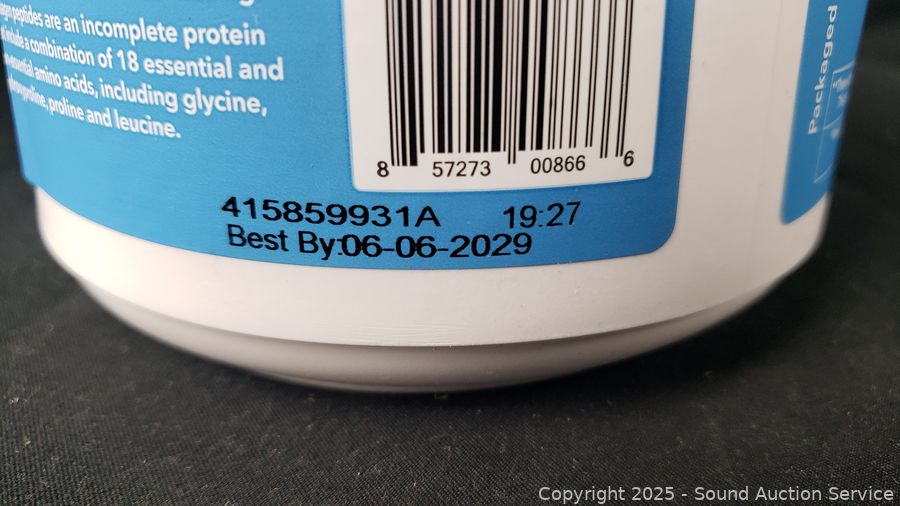 peptides are an incomplete protein
include a combination of 18 essential and
amino acids, including glycine,
proline and leucine.
8 57273 00866 6
415859931A 19:27
Best By:06-06-2029
Packaged
Copyright 2025 - Sound Auction Service